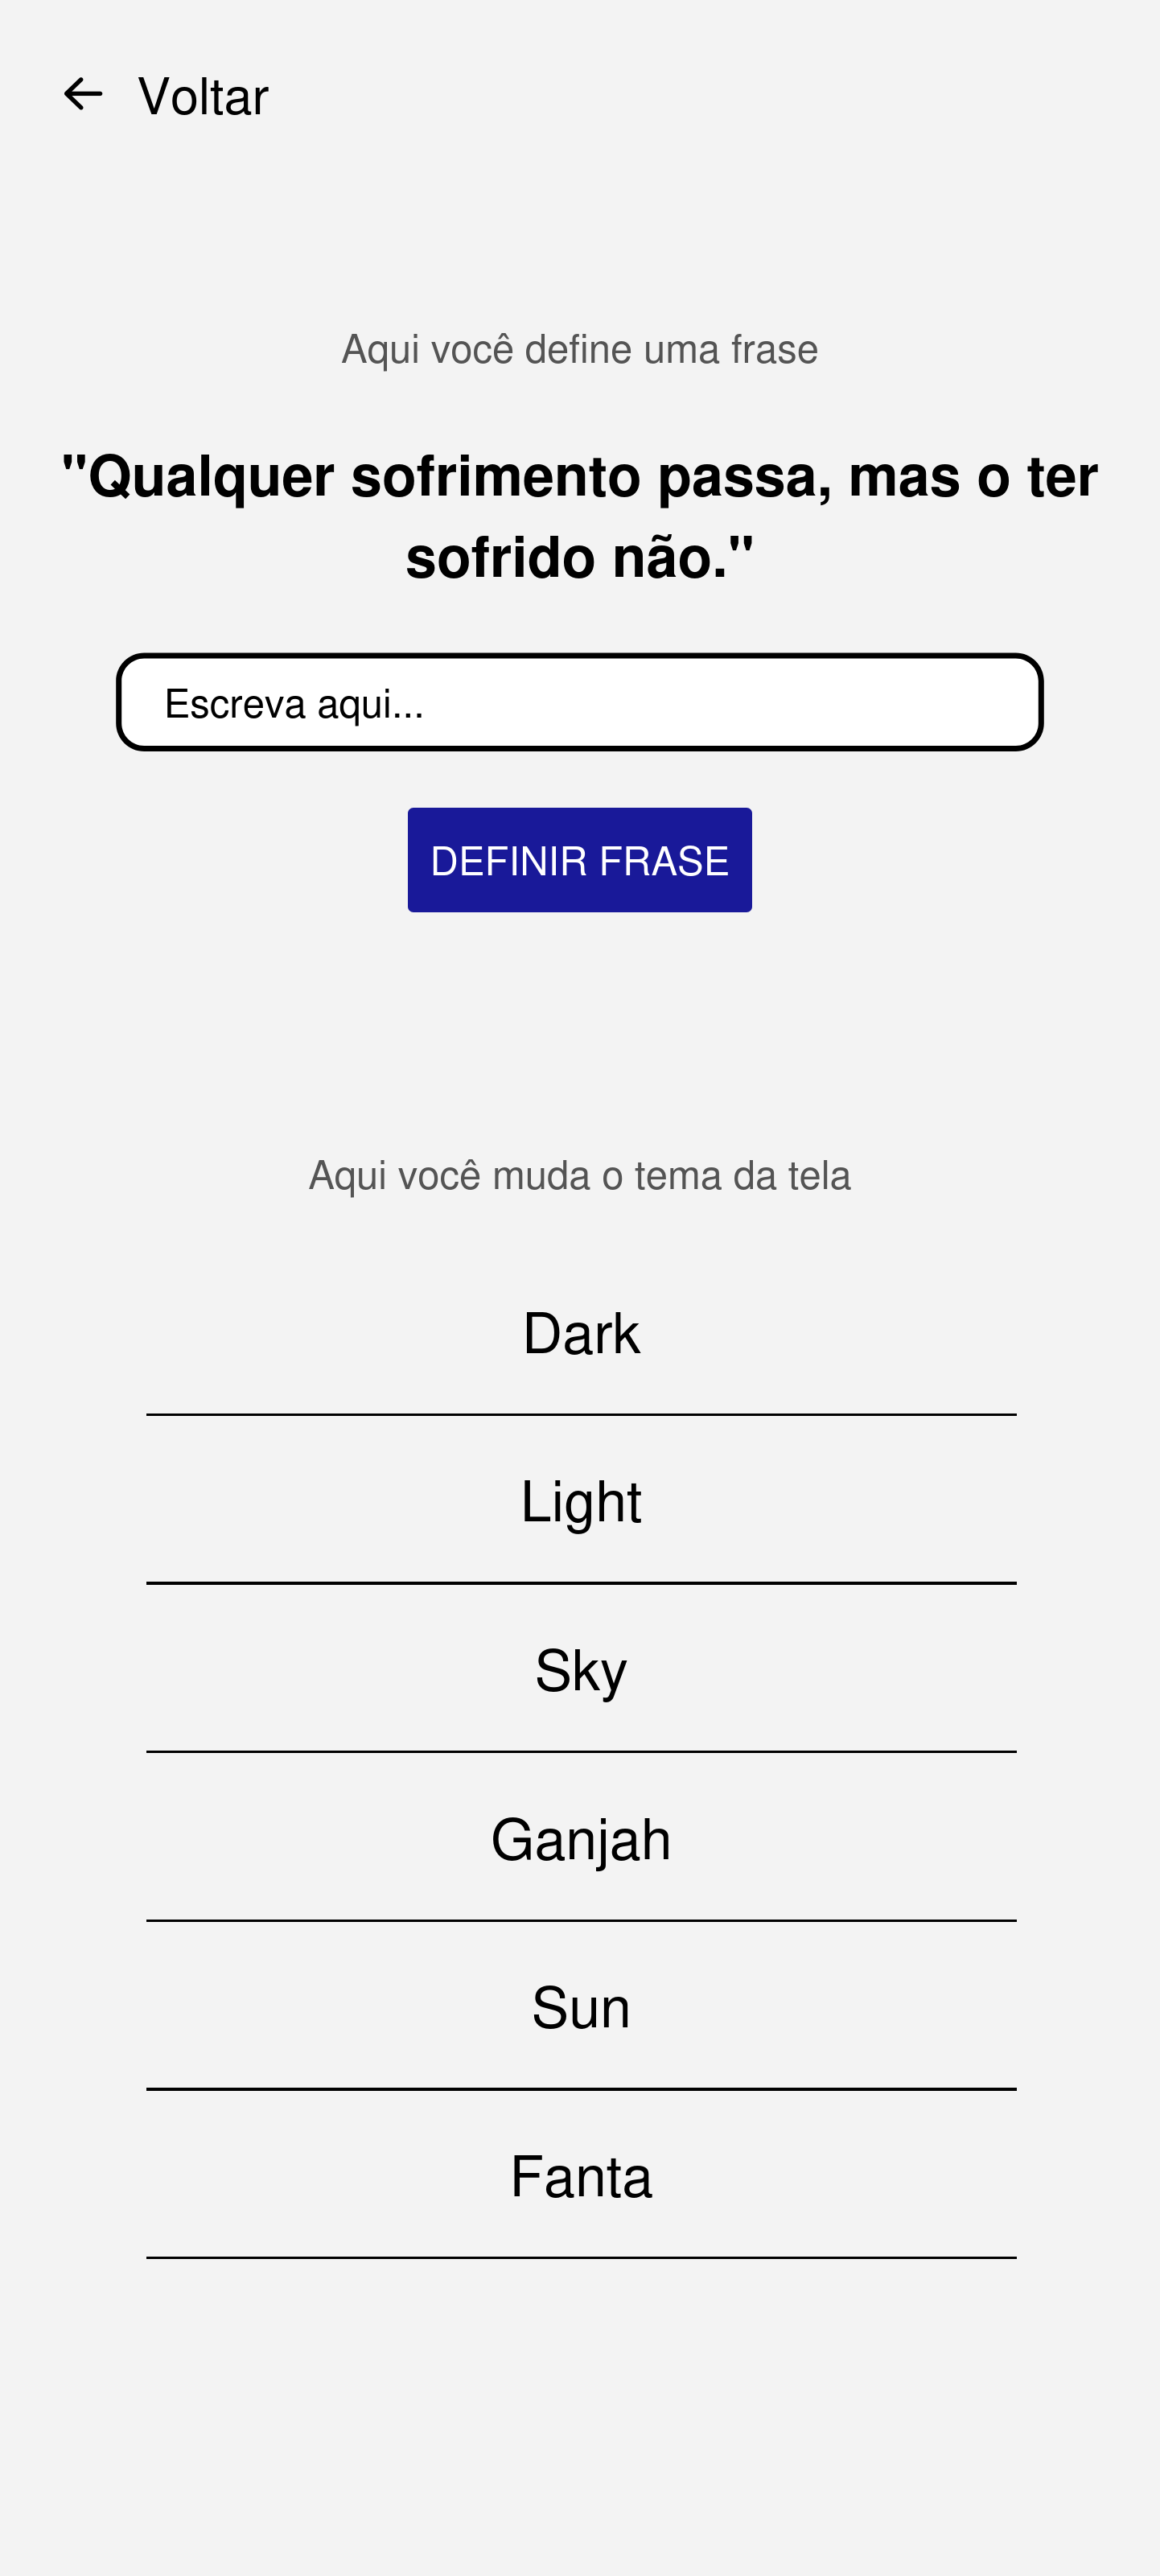 Voltar
Aqui você define uma frase
"Qualquer sofrimento passa, mas o ter
sofrido não."
Escreva aqui...
DEFINIR FRASE
Aqui você muda o tema da tela
Dark
Light
Sky
Ganjah
Sun
Fanta